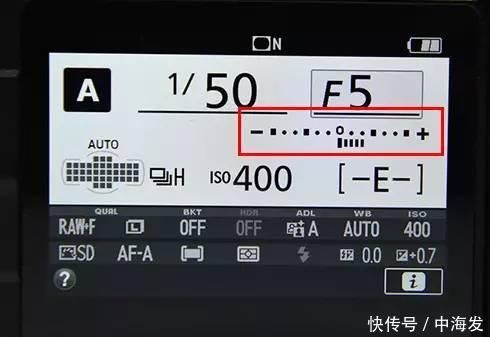 N
A 1/50 F5
− 0 +
AUTO
H ISO 400 [-E-]
QUAL BKT HDR ADL WB ISO
RAW+F L OFF OFF A AUTO 400
SD AF-A 0.0 +0.7
? i
快传号/中海发